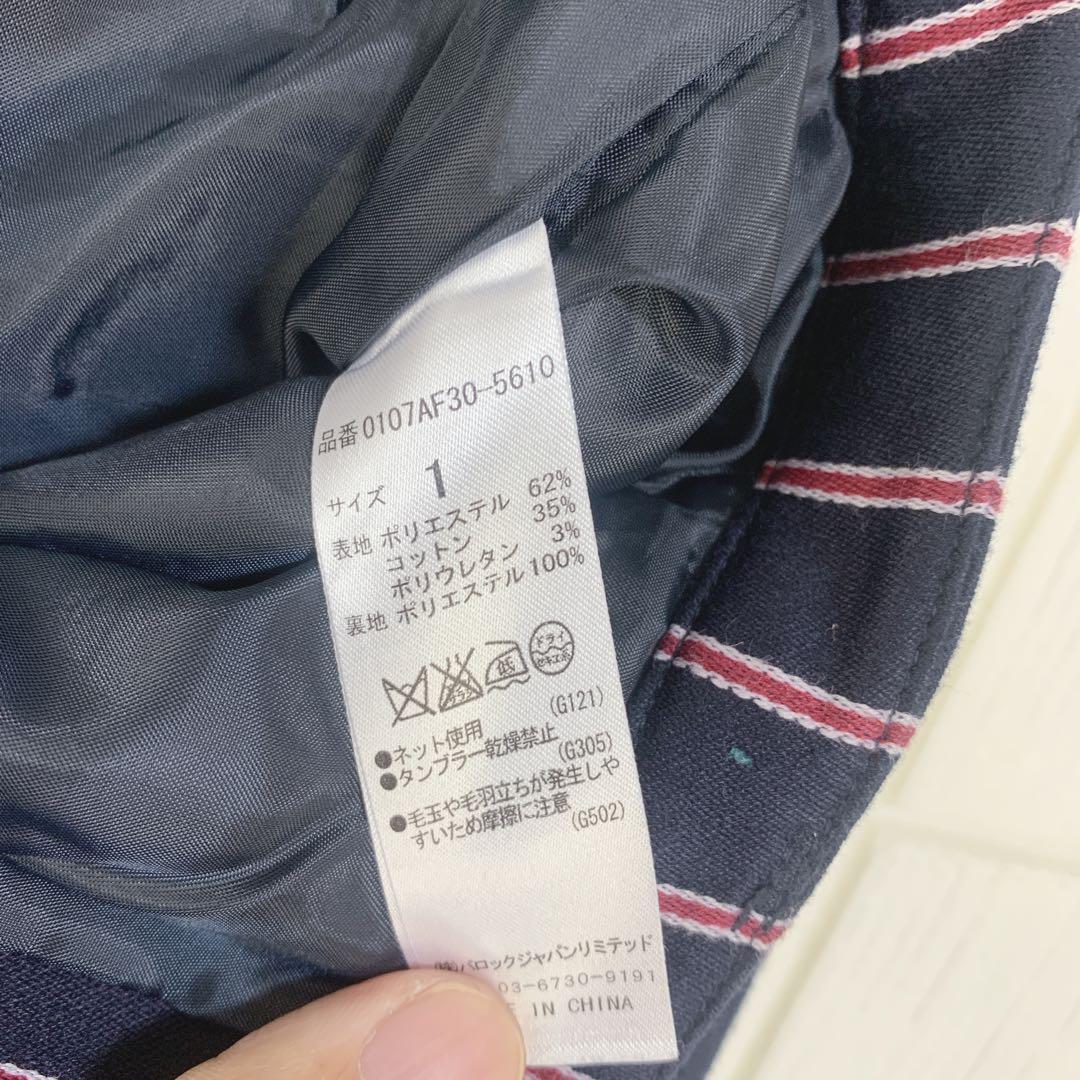 品番 0107AF30-5610
サイズ 1
表地 ポリエステル 62%
コットン 35%
ポリウレタン 3%
裏地 ポリエステル 100%
低
ドライ
セキユ系
(G121)
●ネット使用
●タンブラー乾燥禁止
(G305)
●毛玉や毛羽立ちが発生しや
すいため摩擦に注意
(G502)
バロックジャパンリミテッド
03-6730-9191
IN CHINA